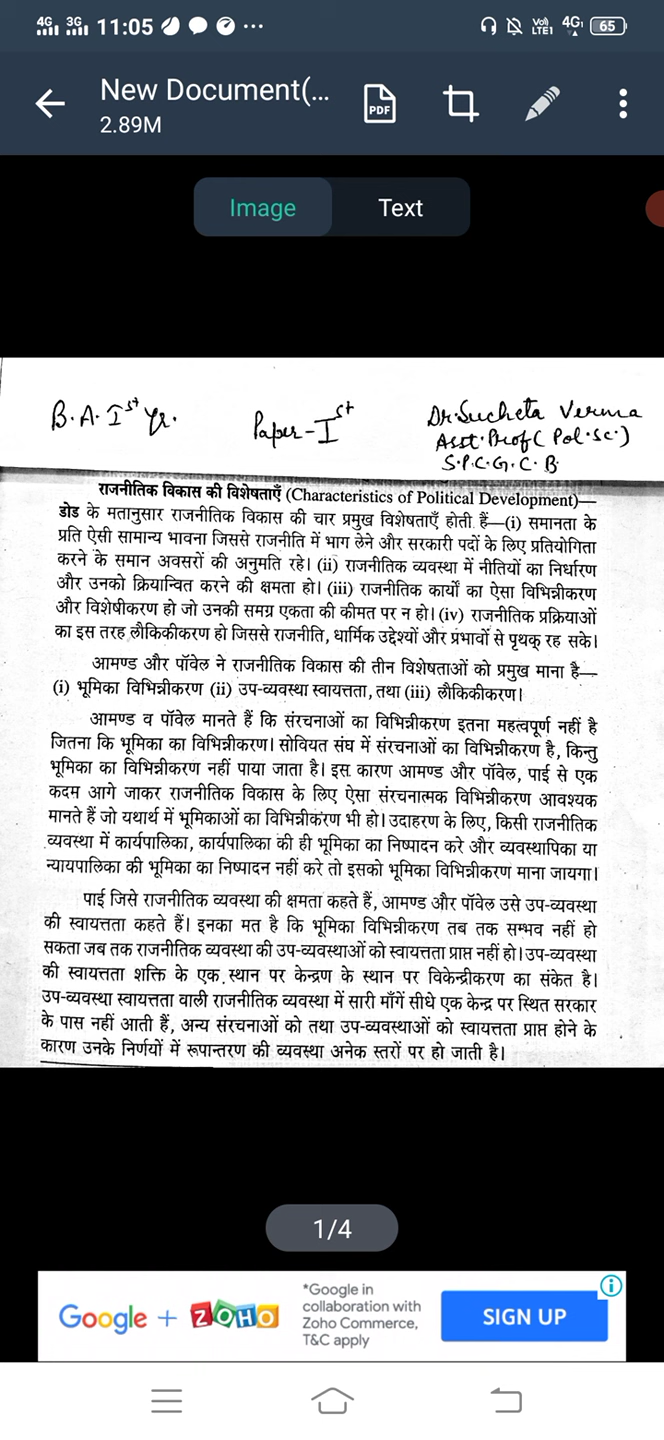 4G 3G 11:05 ... Vo) LTE1 4G 65
New Document(...
2.89M
PDF
Image Text
B.A. Ist Yr. Paper-Ist Dr. Sucheta Verma
Asst. Prof ( Pol. Sc.)
S.P.C.G.C.B.
राजनीतिक विकास की विशेषताएँ (Characteristics of Political Development)—
डोड के मतानुसार राजनीतिक विकास की चार प्रमुख विशेषताएँ होती हैं—(i) समानता के
प्रति ऐसी सामान्य भावना जिससे राजनीति में भाग लेने और सरकारी पदों के लिए प्रतियोगिता
करने के समान अवसरों की अनुमति रहे। (ii) राजनीतिक व्यवस्था में नीतियों का निर्धारण
और उनको क्रियान्वित करने की क्षमता हो। (iii) राजनीतिक कार्यों का ऐसा विभिन्नीकरण
और विशेषीकरण हो जो उनकी समग्र एकता की कीमत पर न हो। (iv) राजनीतिक प्रक्रियाओं
का इस तरह लौकिकीकरण हो जिससे राजनीति, धार्मिक उद्देश्यों और प्रभावों से पृथक् रह सके।
आमण्ड और पॉवेल ने राजनीतिक विकास की तीन विशेषताओं को प्रमुख माना है—
(i) भूमिका विभिन्नीकरण (ii) उप-व्यवस्था स्वायत्तता, तथा (iii) लौकिकीकरण।
आमण्ड व पॉवेल मानते हैं कि संरचनाओं का विभिन्नीकरण इतना महत्वपूर्ण नहीं है
जितना कि भूमिका का विभिन्नीकरण। सोवियत संघ में संरचनाओं का विभिन्नीकरण है, किन्तु
भूमिका का विभिन्नीकरण नहीं पाया जाता है। इस कारण आमण्ड और पॉवेल, पाई से एक
कदम आगे जाकर राजनीतिक विकास के लिए ऐसा संरचनात्मक विभिन्नीकरण आवश्यक
मानते हैं जो यथार्थ में भूमिकाओं का विभिन्नीकरण भी हो। उदाहरण के लिए, किसी राजनीतिक
व्यवस्था में कार्यपालिका, कार्यपालिका की ही भूमिका का निष्पादन करे और व्यवस्थापिका या
न्यायपालिका की भूमिका का निष्पादन नहीं करे तो इसको भूमिका विभिन्नीकरण माना जायगा।
पाई जिसे राजनीतिक व्यवस्था की क्षमता कहते हैं, आमण्ड और पॉवेल उसे उप-व्यवस्था
की स्वायत्तता कहते हैं। इनका मत है कि भूमिका विभिन्नीकरण तब तक सम्भव नहीं हो
सकता जब तक राजनीतिक व्यवस्था की उप-व्यवस्थाओं को स्वायत्तता प्राप्त नहीं हो। उप-व्यवस्था
की स्वायत्तता शक्ति के एक स्थान पर केन्द्रण के स्थान पर विकेन्द्रीकरण का संकेत है।
उप-व्यवस्था स्वायत्तता वाली राजनीतिक व्यवस्था में सारी माँगें सीधे एक केन्द्र पर स्थित सरकार
के पास नहीं आती हैं, अन्य संरचनाओं को तथा उप-व्यवस्थाओं को स्वायत्तता प्राप्त होने के
कारण उनके निर्णयों में रूपान्तरण की व्यवस्था अनेक स्तरों पर हो जाती है।
1/4
Google + ZOHO
*Google in
collaboration with
Zoho Commerce,
T&C apply
SIGN UP